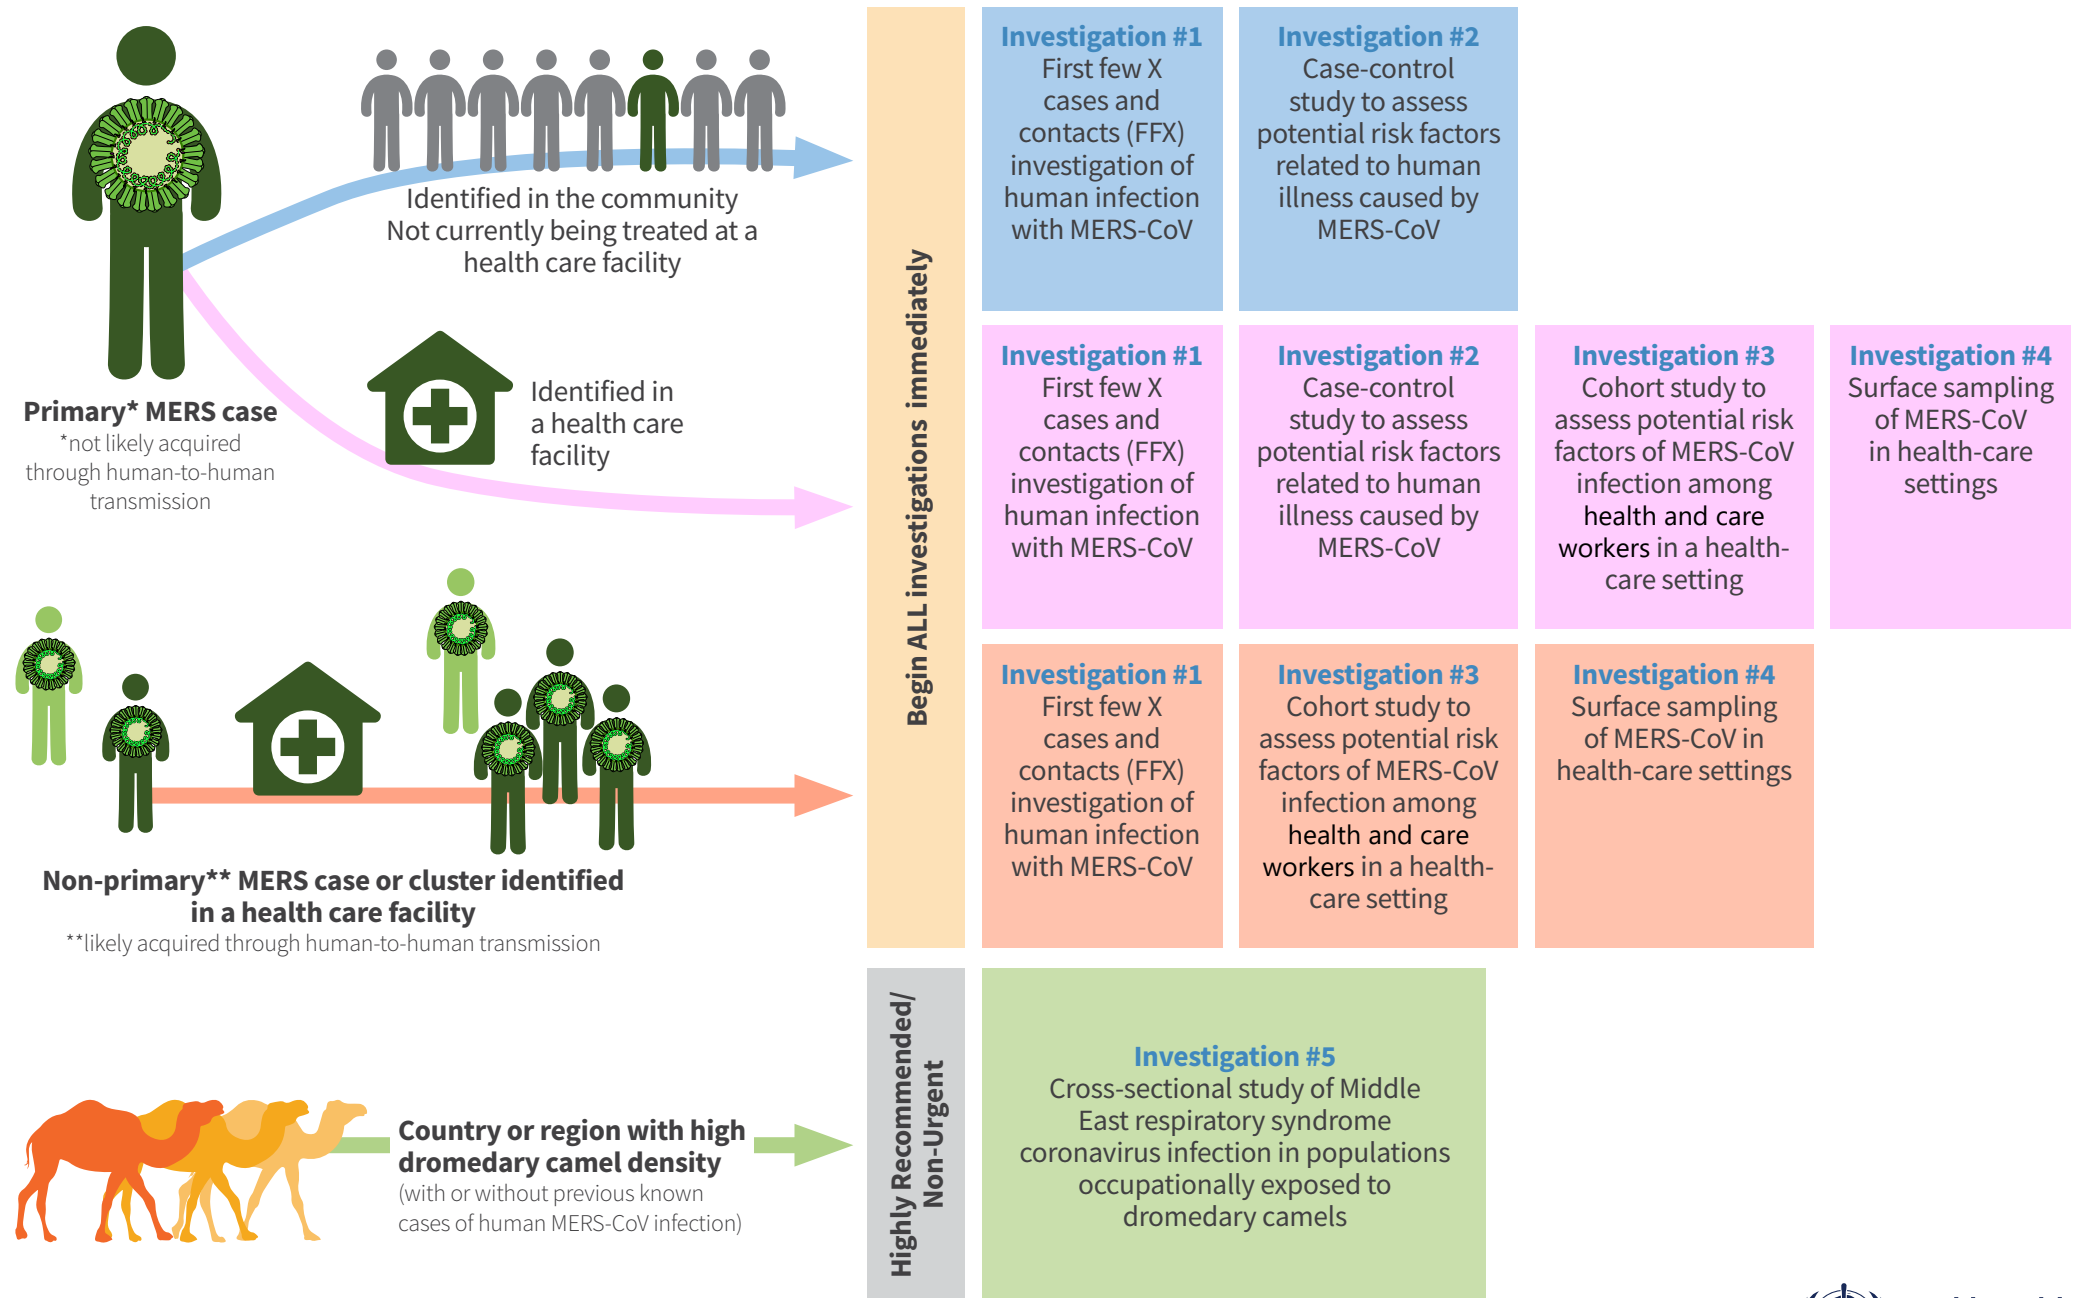 Identified in the community
Not currently being treated at a
health care facility
Identified in
a health care
facility
Primary* MERS case
*not likely acquired
through human-to-human
transmission
Non-primary** MERS case or cluster identified
in a health care facility
**likely acquired through human-to-human transmission
Country or region with high
dromedary camel density
(with or without previous known
cases of human MERS-CoV infection)
Begin ALL investigations immediately
Investigation #1
First few X
cases and
contacts (FFX)
investigation of
human infection
with MERS-CoV
Investigation #2
Case-control
study to assess
potential risk factors
related to human
illness caused by
MERS-CoV
Investigation #1
First few X
cases and
contacts (FFX)
investigation of
human infection
with MERS-CoV
Investigation #2
Case-control
study to assess
potential risk factors
related to human
illness caused by
MERS-CoV
Investigation #3
Cohort study to
assess potential risk
factors of MERS-CoV
infection among
health and care
workers in a health-
care setting
Investigation #4
Surface sampling
of MERS-CoV
in health-care
settings
Investigation #1
First few X
cases and
contacts (FFX)
investigation of
human infection
with MERS-CoV
Investigation #3
Cohort study to
assess potential risk
factors of MERS-CoV
infection among
health and care
workers in a health-
care setting
Investigation #4
Surface sampling
of MERS-CoV in
health-care settings
Highly Recommended/
Non-Urgent
Investigation #5
Cross-sectional study of Middle
East respiratory syndrome
coronavirus infection in populations
occupationally exposed to
dromedary camels